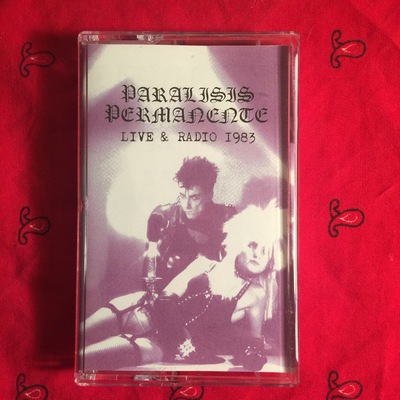 PARALISIS
PERMANENTE
LIVE & RADIO 1983